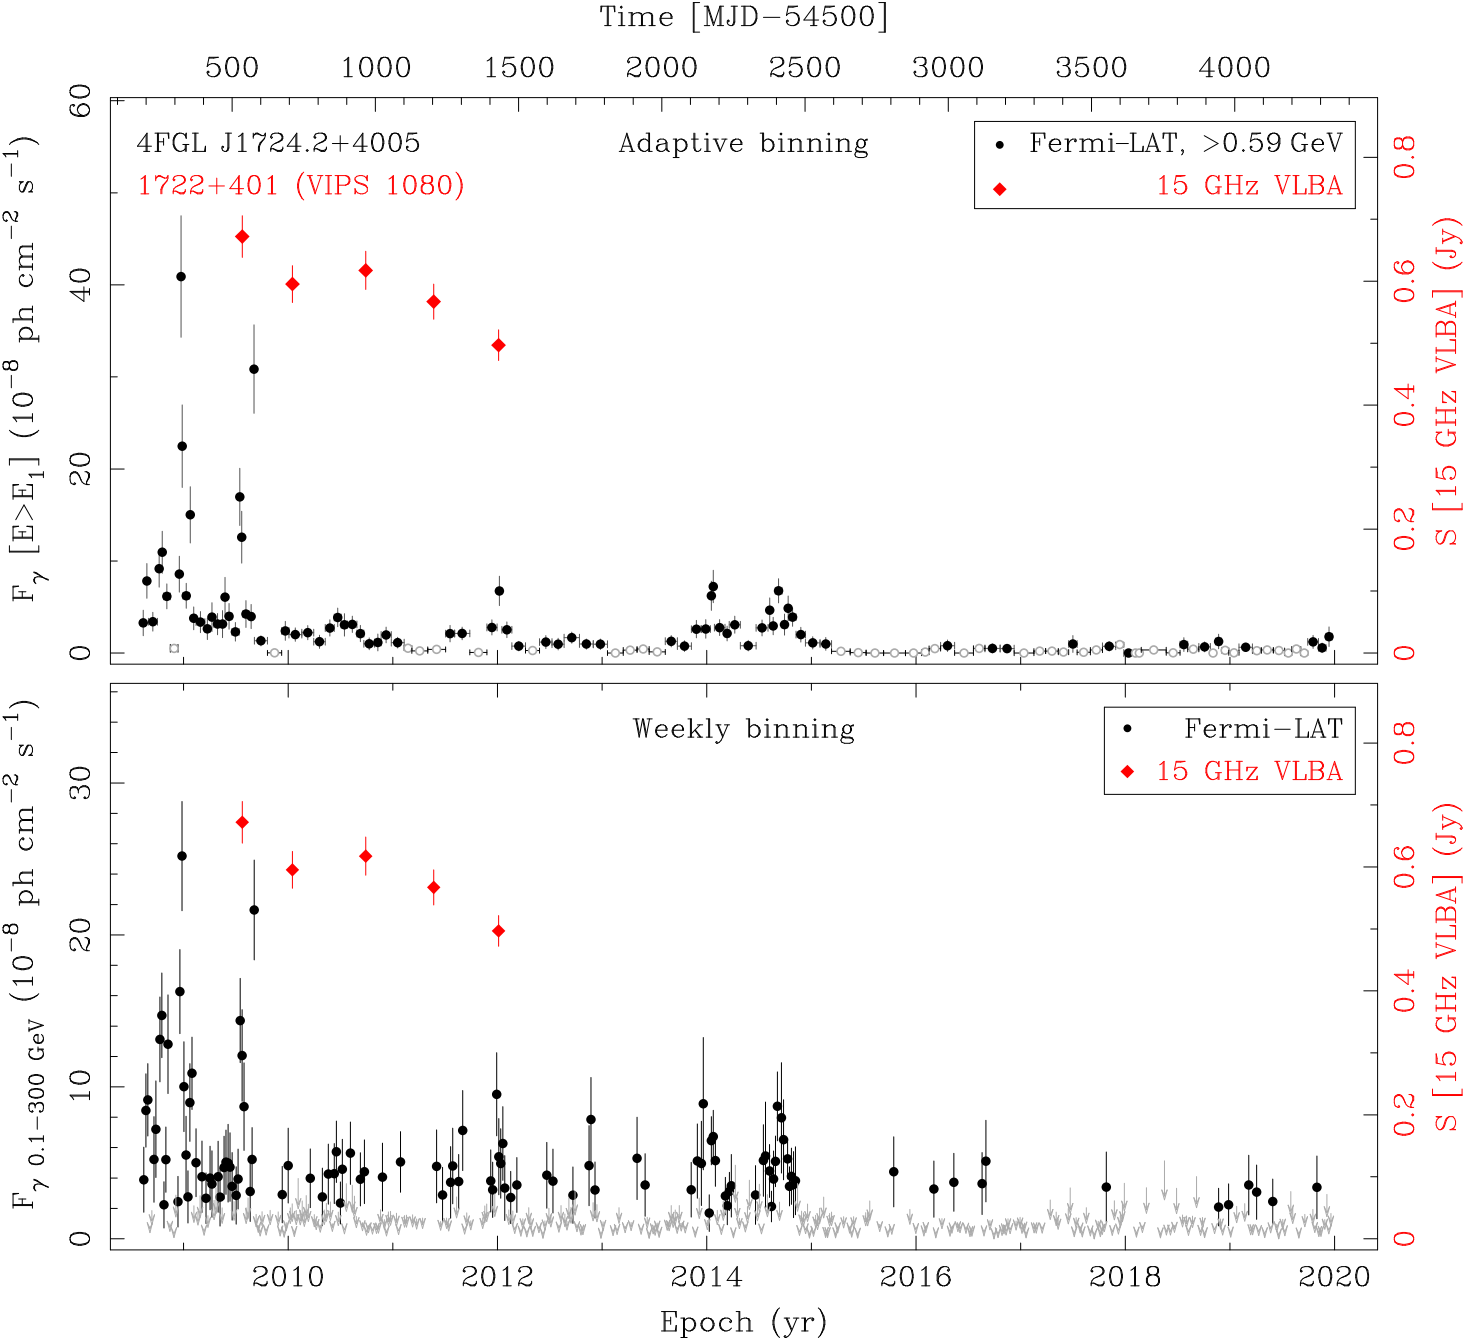 Time [MJD−54500]
500 1000 1500 2000 2500 3000 3500 4000
4FGL J1724.2+4005
1722+401 (VIPS 1080)
Adaptive binning
Fermi−LAT, >0.59 GeV
15 GHz VLBA
60
40
20
0
F_γ [E>E_1] (10^−8 ph cm^−2 s^−1)
0.8
0.6
0.4
0.2
0
S [15 GHz VLBA] (Jy)
Weekly binning
Fermi−LAT
15 GHz VLBA
30
20
10
0
F_γ 0.1−300 GeV (10^−8 ph cm^−2 s^−1)
0.8
0.6
0.4
0.2
0
S [15 GHz VLBA] (Jy)
2010 2012 2014 2016 2018 2020
Epoch (yr)